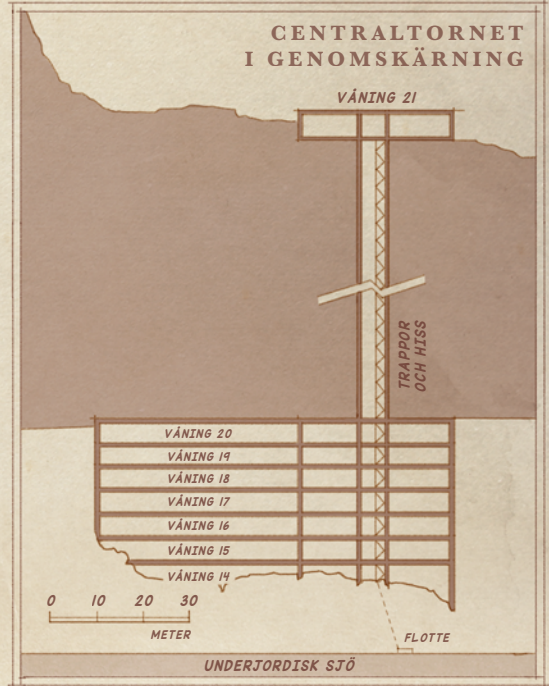 CENTRALTORNET
I GENOMSKÄRNING
VÅNING 21
TRAPPOR
OCH HISS
VÅNING 20
VÅNING 19
VÅNING 18
VÅNING 17
VÅNING 16
VÅNING 15
VÅNING 14
0 10 20 30
METER
FLOTTE
UNDERJORDISK SJÖ